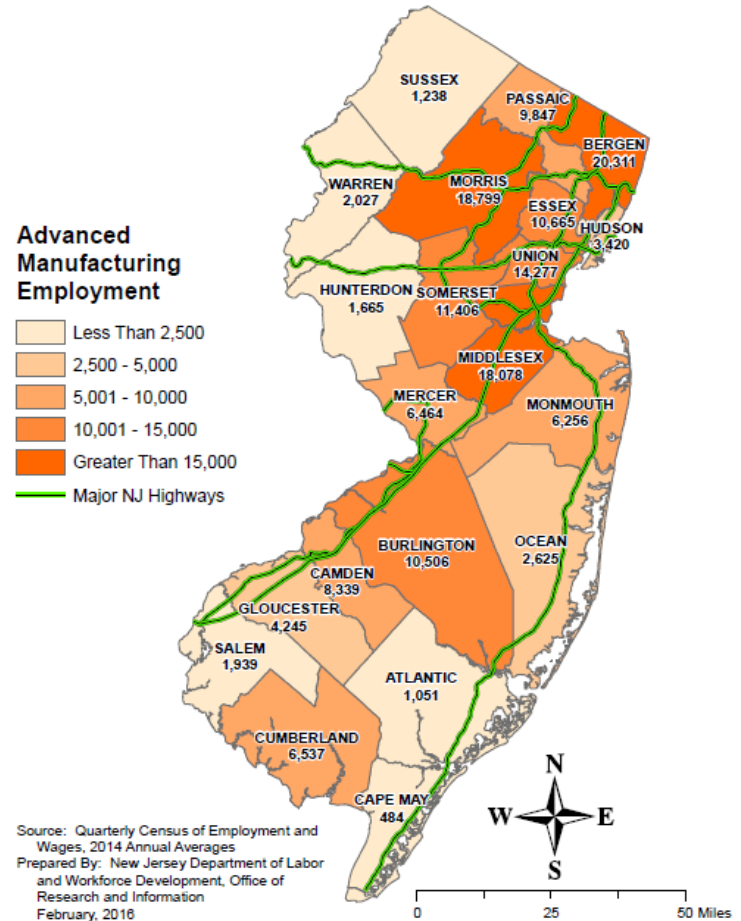 SUSSEX
1,238
PASSAIC
9,847
BERGEN
20,311
WARREN
2,027
MORRIS
18,799
ESSEX
10,665
HUDSON
3,420
UNION
14,277
HUNTERDON
1,665
SOMERSET
11,406
MIDDLESEX
18,078
MERCER
6,464
MONMOUTH
6,256
Advanced
Manufacturing
Employment
Less Than 2,500
2,500 - 5,000
5,001 - 10,000
10,001 - 15,000
Greater Than 15,000
Major NJ Highways
OCEAN
2,625
BURLINGTON
10,506
CAMDEN
8,339
GLOUCESTER
4,245
SALEM
1,939
ATLANTIC
1,051
CUMBERLAND
6,537
CAPE MAY
484
N
W
E
S
Source: Quarterly Census of Employment and
Wages, 2014 Annual Averages
Prepared By: New Jersey Department of Labor
and Workforce Development, Office of
Research and Information
February, 2016
0 25 50 Miles